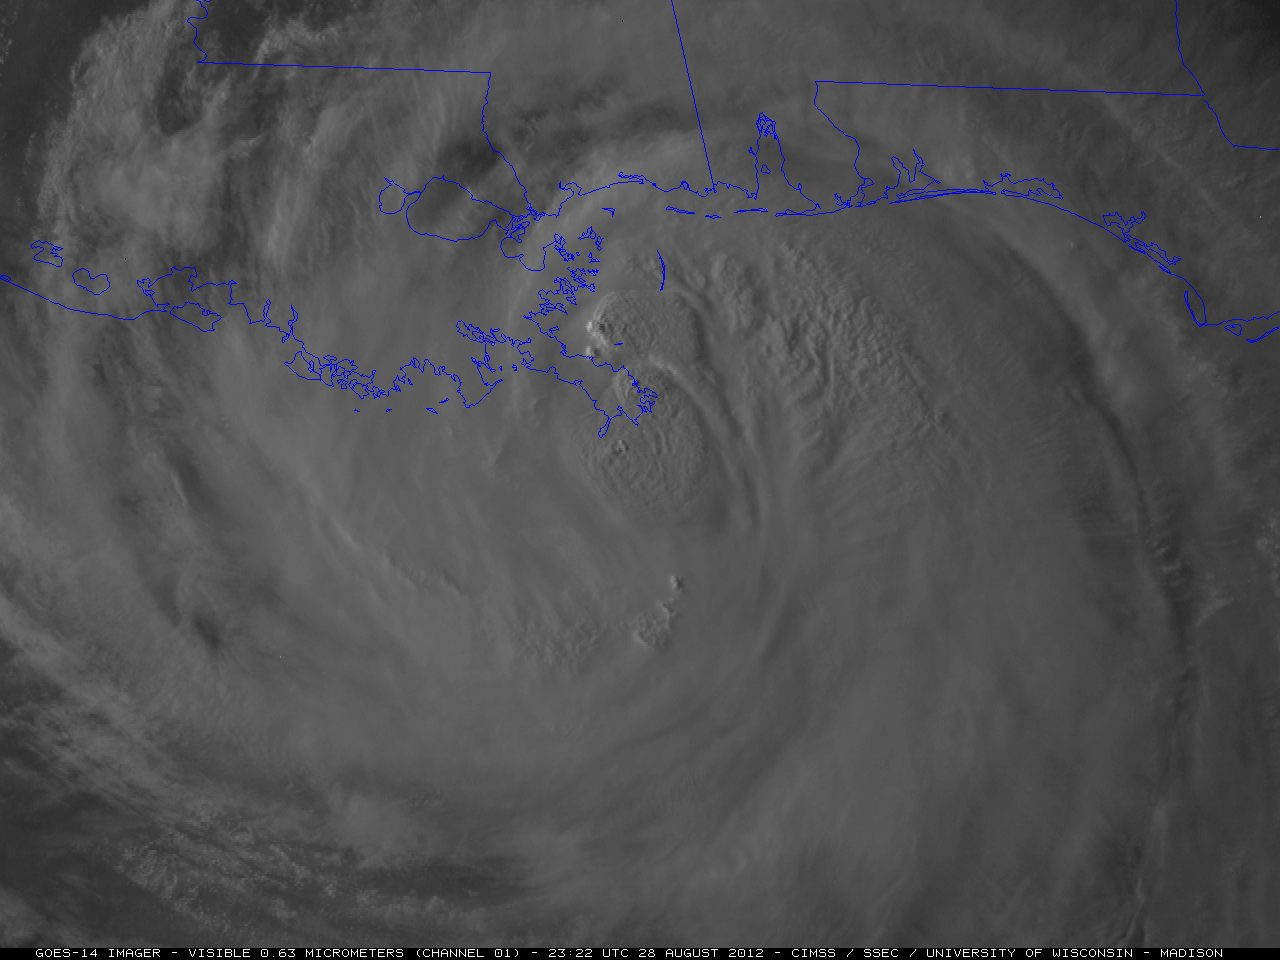 GOES-14 IMAGER - VISIBLE 0.63 MICROMETERS (CHANNEL 01) - 23:22 UTC 28 AUGUST 2012 - CIMSS / SSEC / UNIVERSITY OF WISCONSIN - MADISON